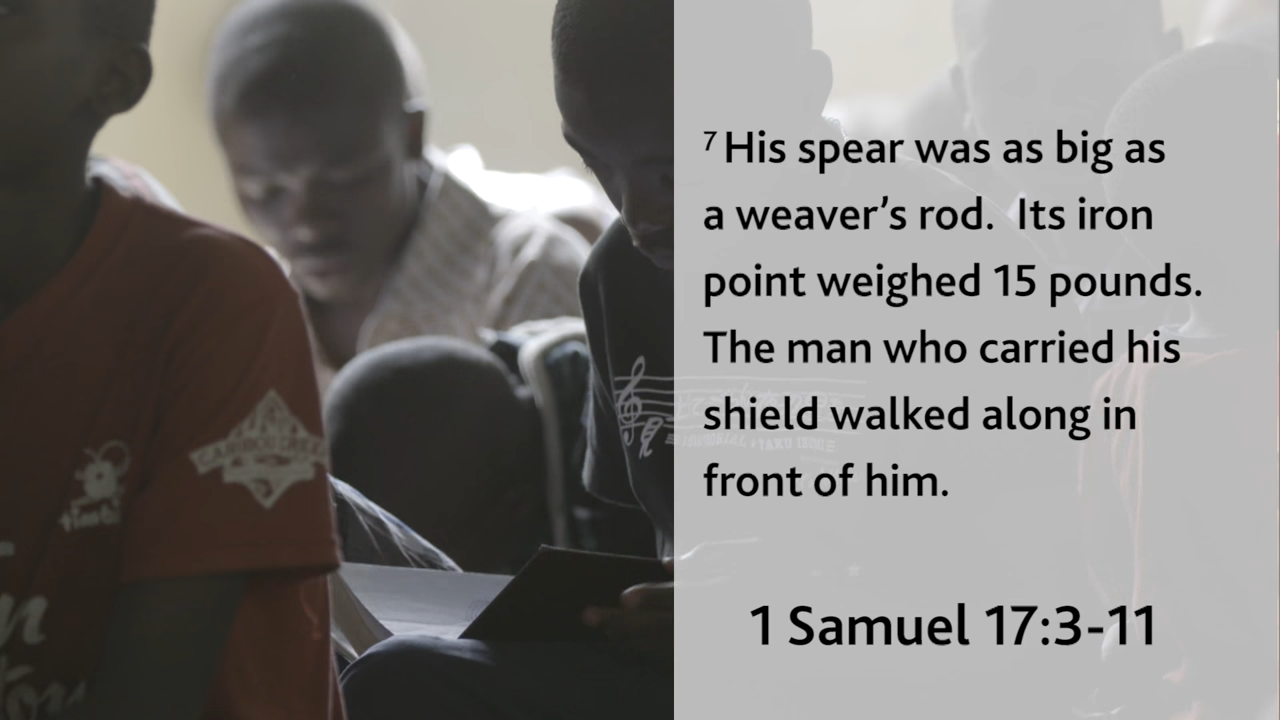 7 His spear was as big as
a weaver's rod.  Its iron
point weighed 15 pounds.
The man who carried his
shield walked along in
front of him.
1 Samuel 17:3-11